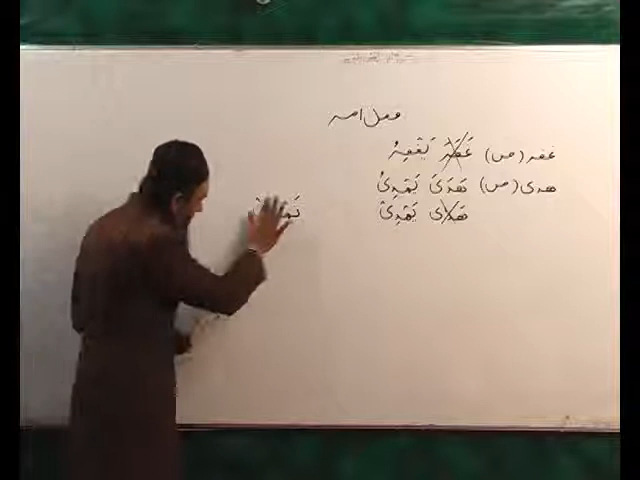 فعل امر
غفر (ض) غَفَرَ يَغْفِرُ
هدى (ض) هَدَىَ يَهْدِىُ
هَدَى يَهْدِىْ